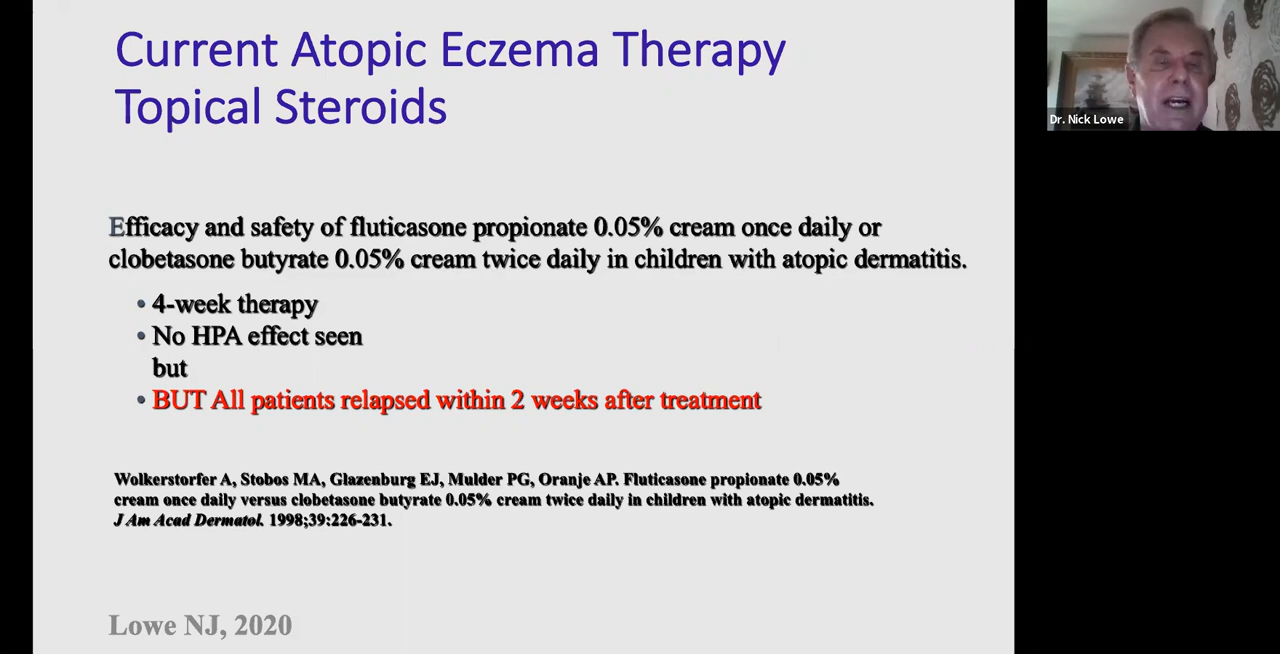 Current Atopic Eczema Therapy
Topical Steroids
Dr. Nick Lowe
Efficacy and safety of fluticasone propionate 0.05% cream once daily or
clobetasone butyrate 0.05% cream twice daily in children with atopic dermatitis.
• 4-week therapy
• No HPA effect seen
but
• BUT All patients relapsed within 2 weeks after treatment
Wolkerstorfer A, Stobos MA, Glazenburg EJ, Mulder PG, Oranje AP. Fluticasone propionate 0.05%
cream once daily versus clobetasone butyrate 0.05% cream twice daily in children with atopic dermatitis.
J Am Acad Dermatol. 1998;39:226-231.
Lowe NJ, 2020